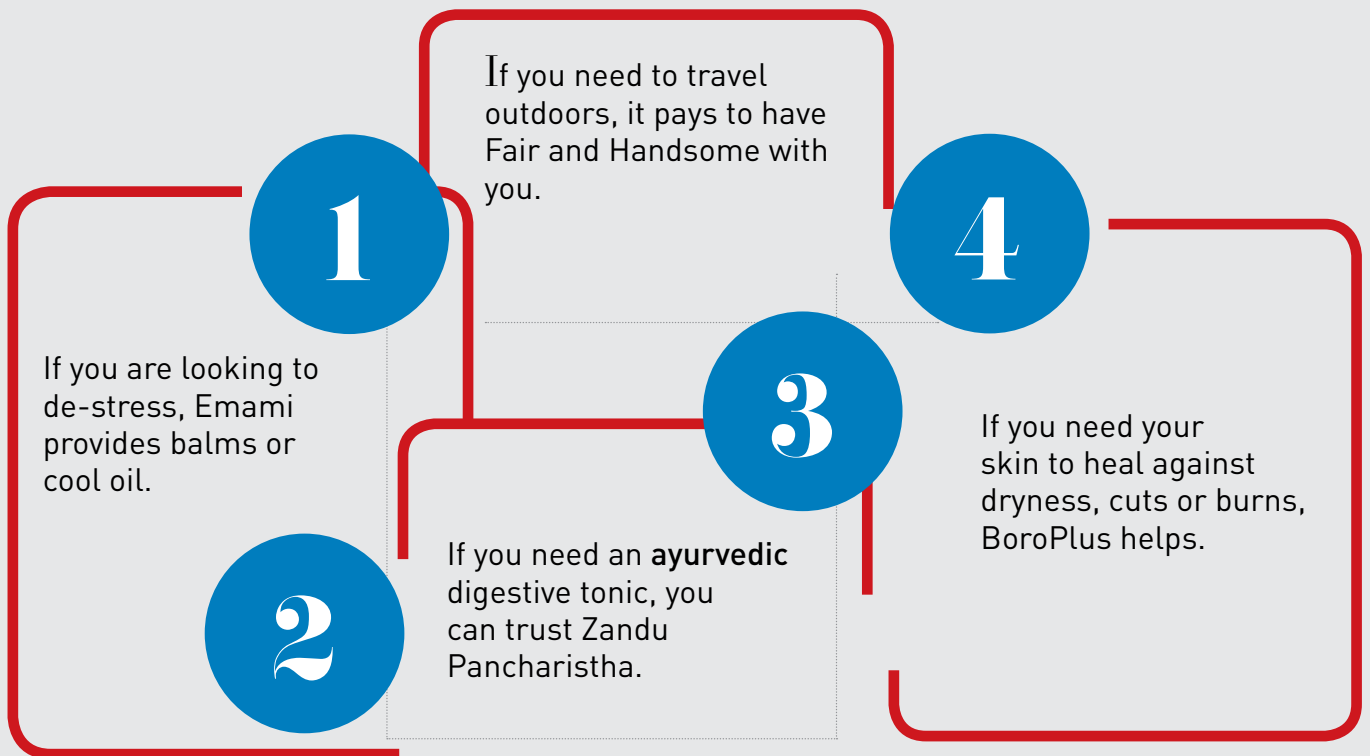 1
If you are looking to
de-stress, Emami
provides balms or
cool oil.
2
If you need an ayurvedic
digestive tonic, you
can trust Zandu
Pancharistha.
3
If you need to travel
outdoors, it pays to have
Fair and Handsome with
you.
4
If you need your
skin to heal against
dryness, cuts or burns,
BoroPlus helps.